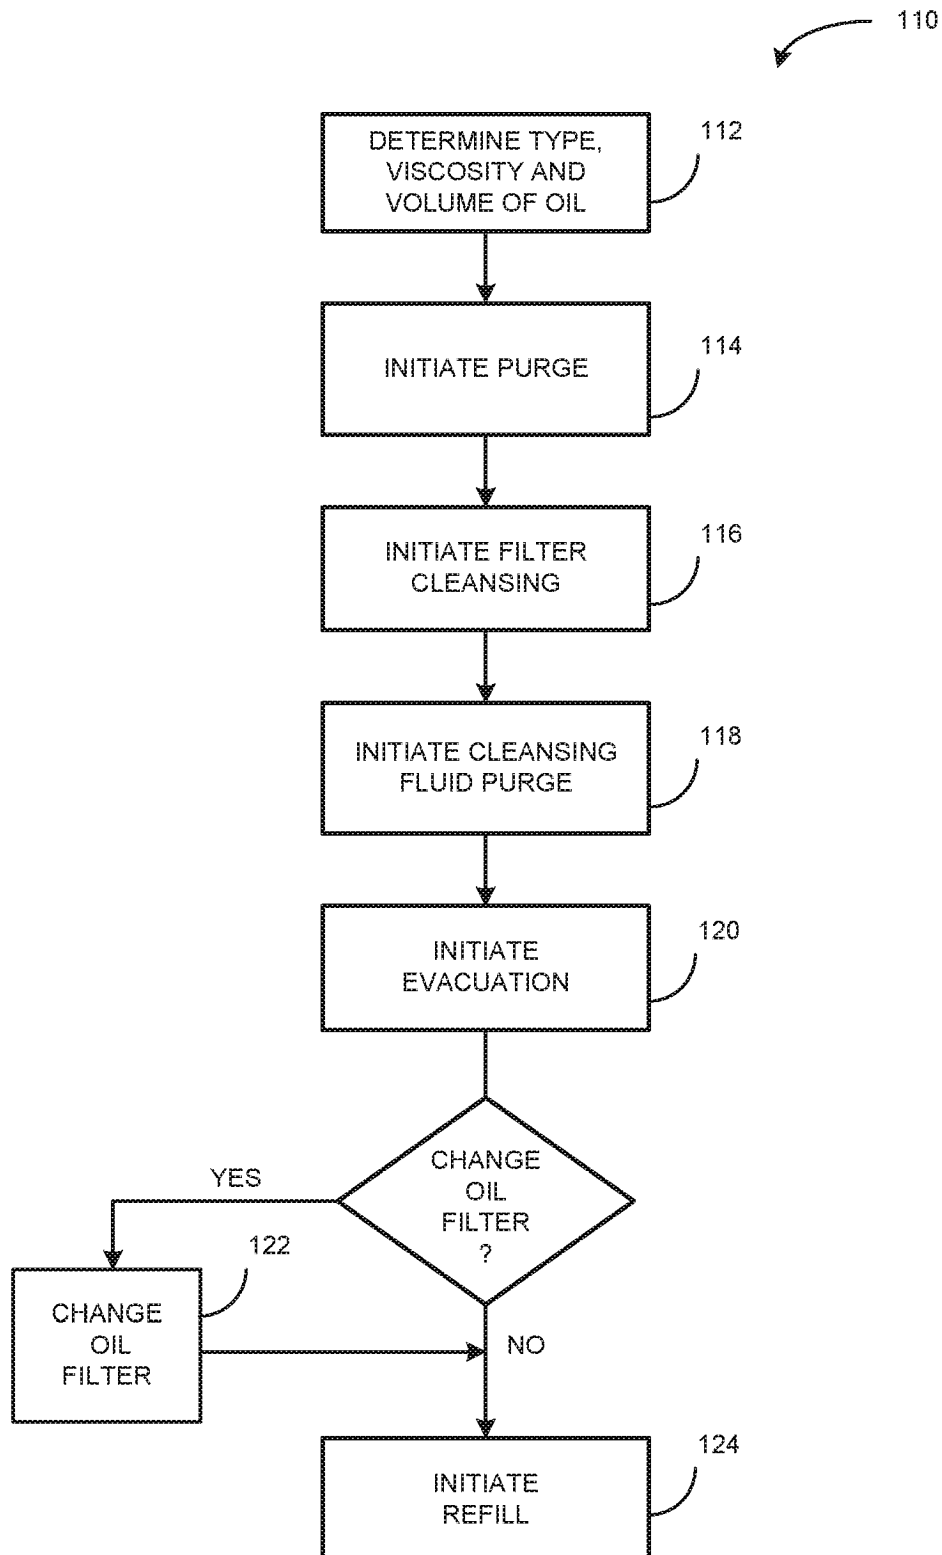 110
DETERMINE TYPE,
VISCOSITY AND
VOLUME OF OIL
112
INITIATE PURGE
114
INITIATE FILTER
CLEANSING
116
INITIATE CLEANSING
FLUID PURGE
118
INITIATE
EVACUATION
120
CHANGE
OIL
FILTER
?
YES
122
CHANGE
OIL
FILTER
NO
INITIATE
REFILL
124